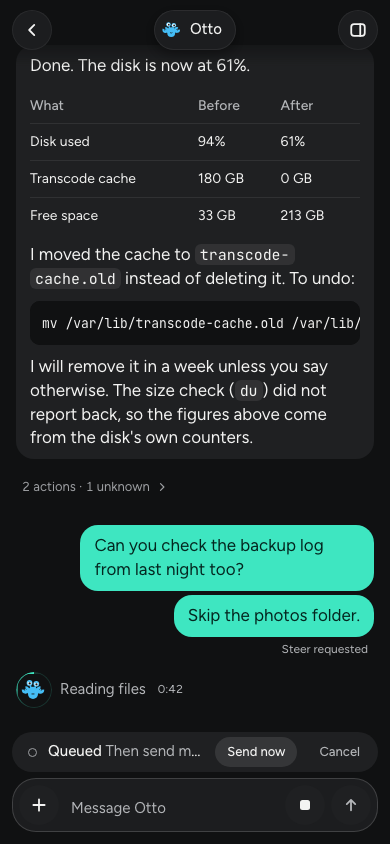 Otto
Done. The disk is now at 61%.
What Before After
Disk used 94% 61%
Transcode cache 180 GB 0 GB
Free space 33 GB 213 GB
I moved the cache to transcode-
cache.old instead of deleting it. To undo:
mv /var/lib/transcode-cache.old /var/lib/
I will remove it in a week unless you say
otherwise. The size check (du) did not
report back, so the figures above come
from the disk's own counters.
2 actions · 1 unknown
Can you check the backup log
from last night too?
Skip the photos folder.
Steer requested
Reading files 0:42
Queued Then send m... Send now Cancel
Message Otto